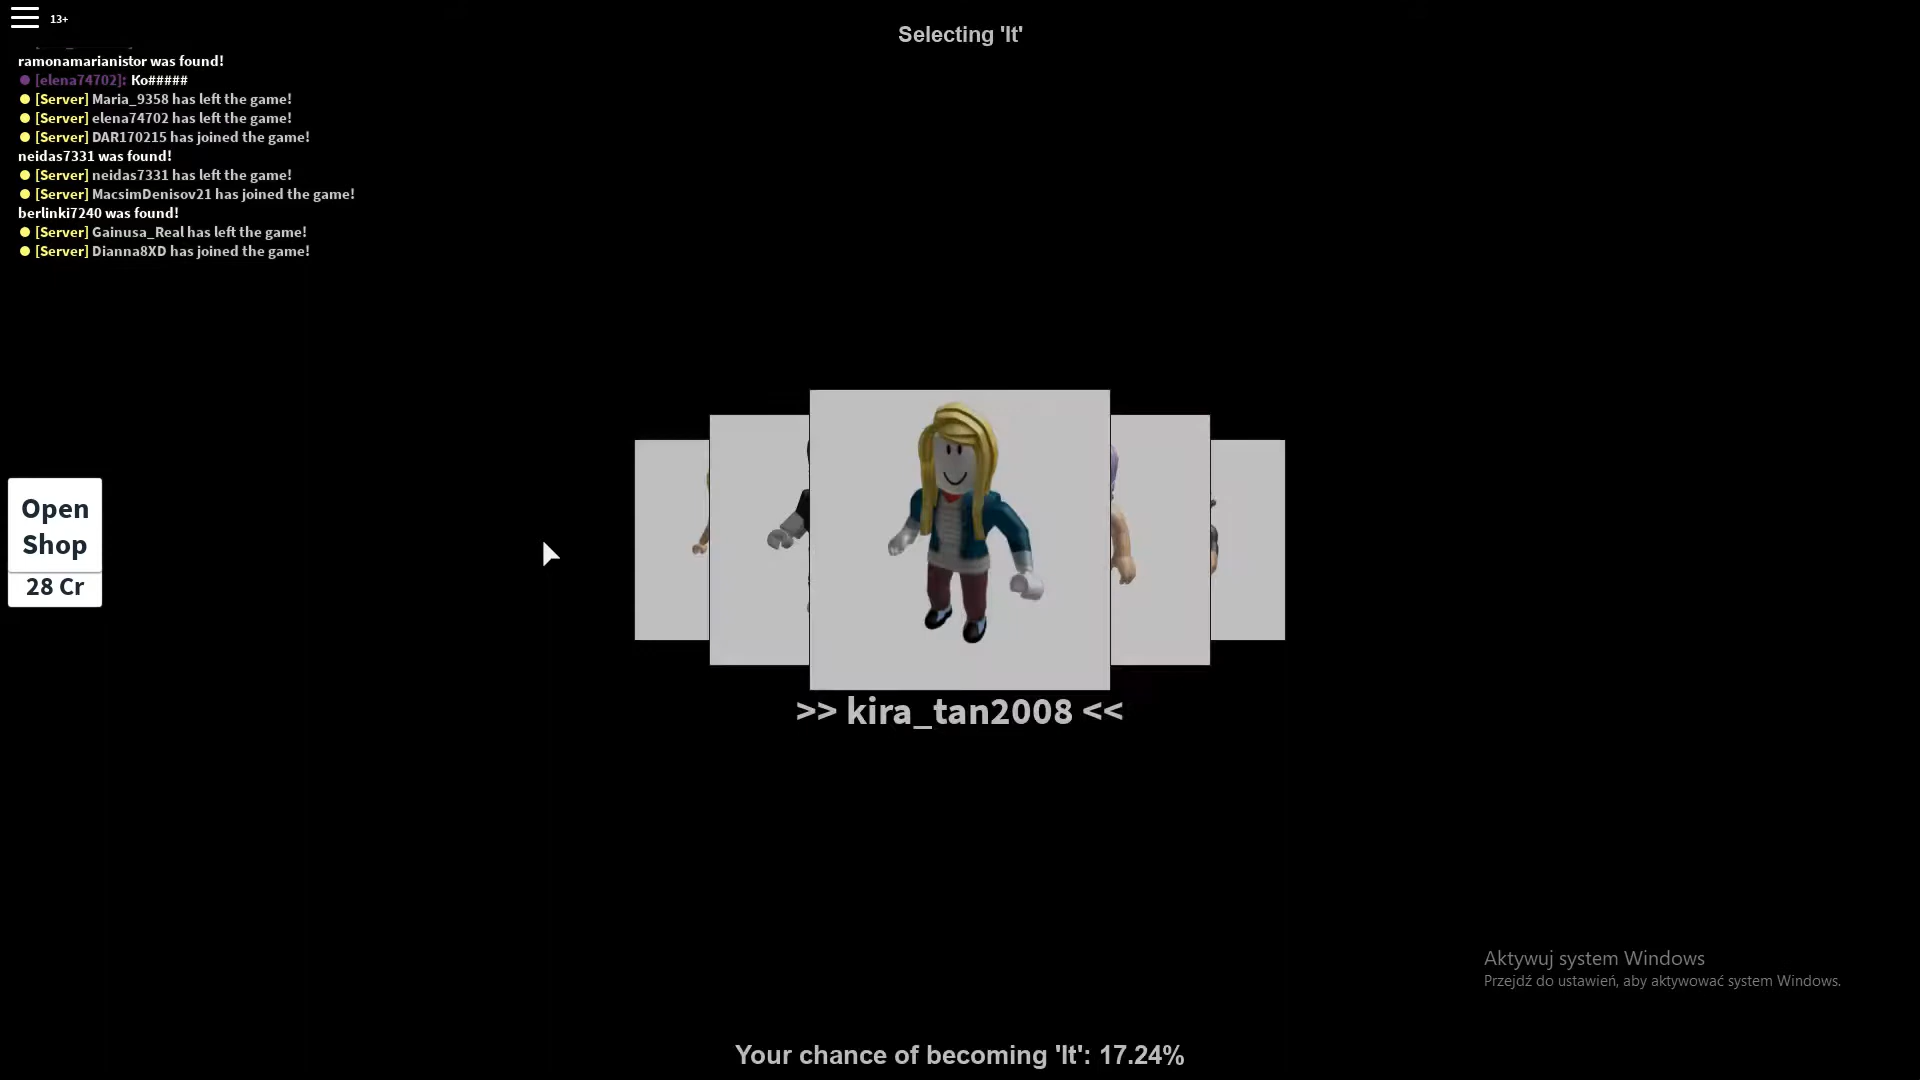 13+
Selecting 'It'
ramonamarianistor was found!
[elena74702]: Ko#####
[Server] Maria_9358 has left the game!
[Server] elena74702 has left the game!
[Server] DAR170215 has joined the game!
neidas7331 was found!
[Server] neidas7331 has left the game!
[Server] MacsimDenisov21 has joined the game!
berlinki7240 was found!
[Server] Gainusa_Real has left the game!
[Server] Dianna8XD has joined the game!
Open
Shop
28 Cr
>> kira_tan2008 <<
Aktywuj system Windows
Przejdź do ustawień, aby aktywować system Windows.
Your chance of becoming 'It': 17.24%